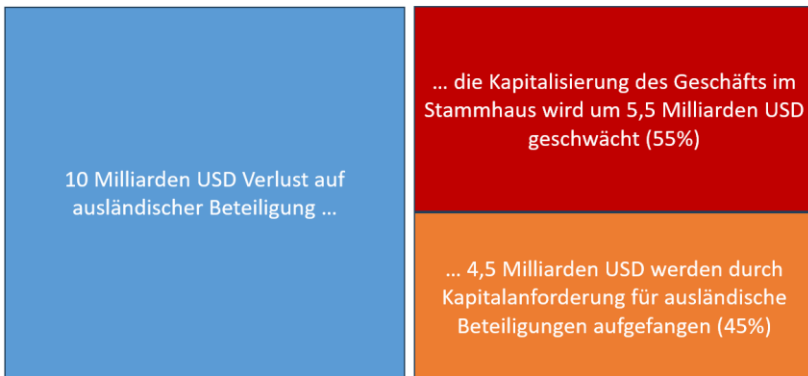 10 Milliarden USD Verlust auf
ausländischer Beteiligung ...
... die Kapitalisierung des Geschäfts im
Stammhaus wird um 5,5 Milliarden USD
geschwächt (55%)
... 4,5 Milliarden USD werden durch
Kapitalanforderung für ausländische
Beteiligungen aufgefangen (45%)